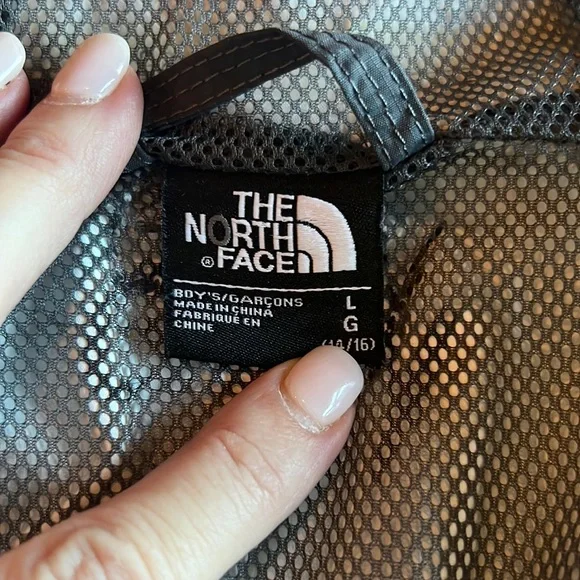 THE
NORTH
® FACE
BOY'S/GARÇONS L
MADE IN CHINA
FABRIQUÉ EN G
CHINE
(14/16)